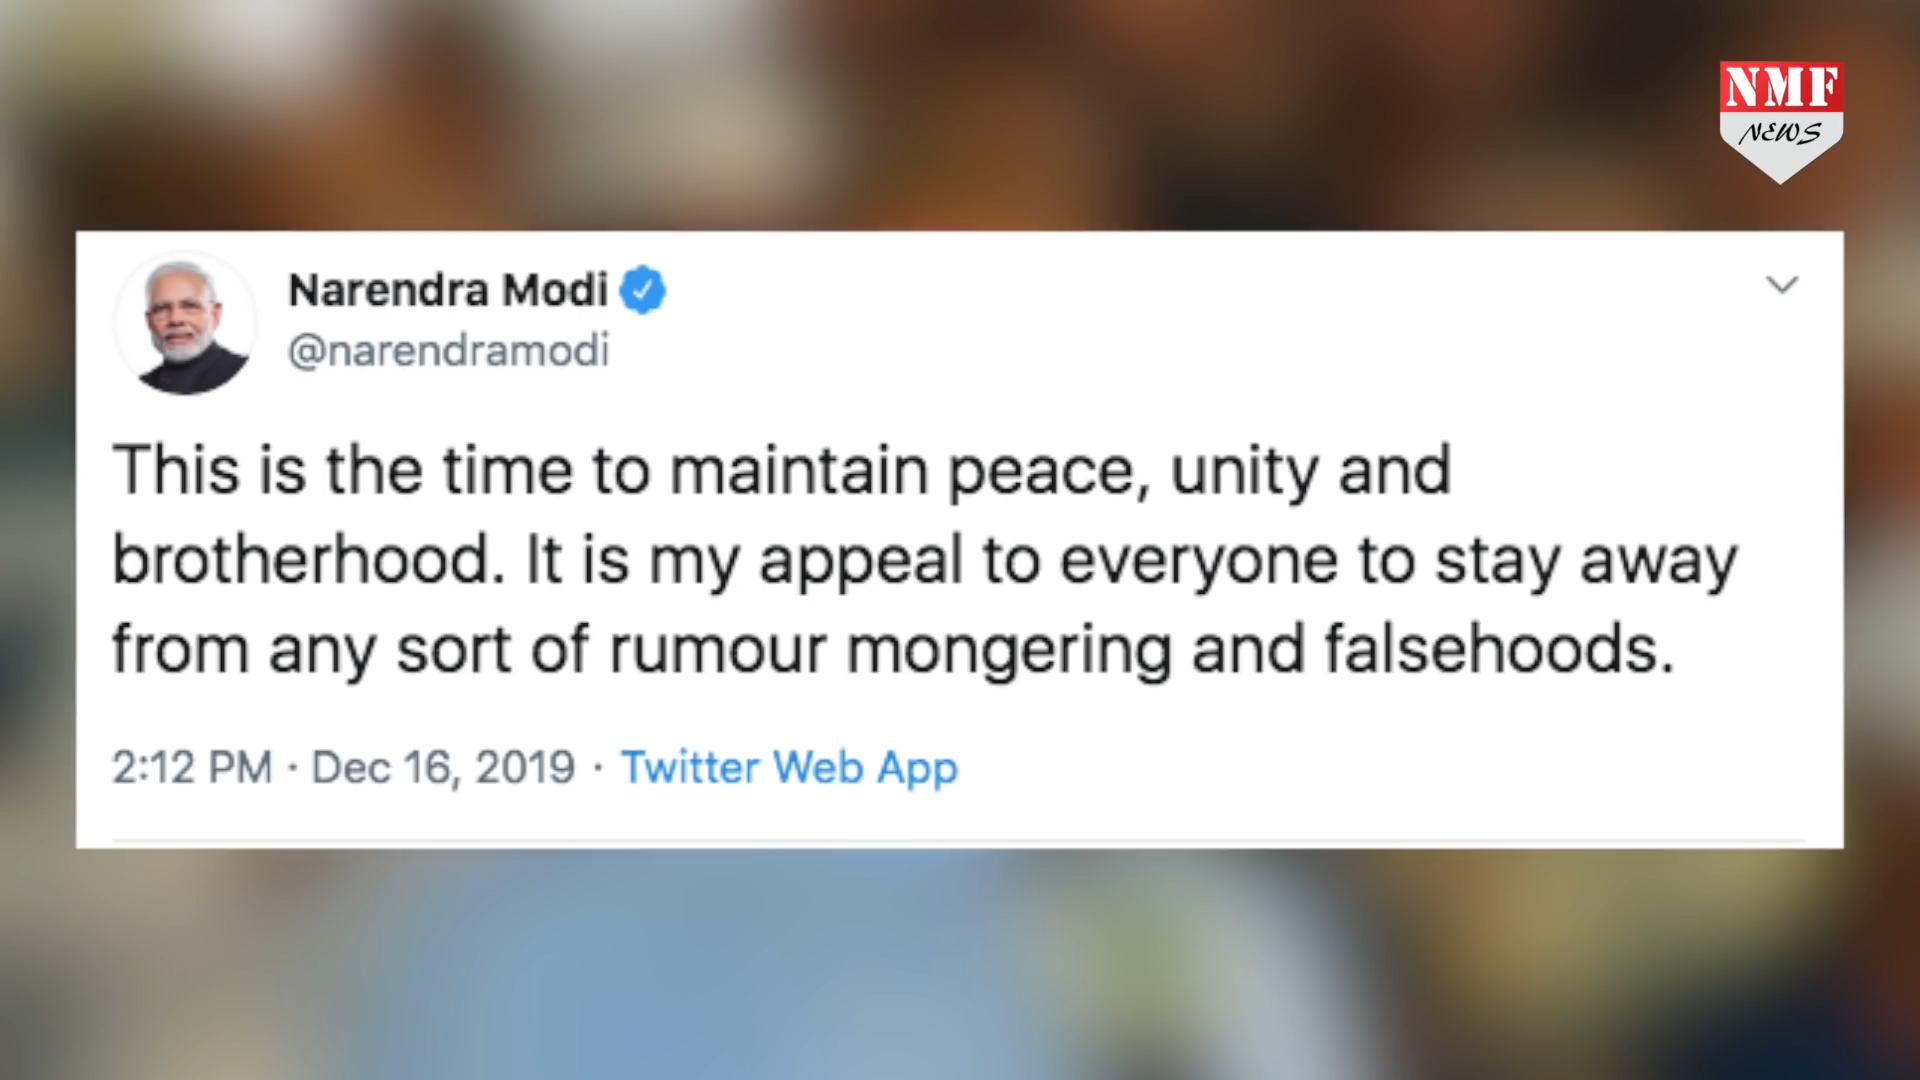 NMF
NEWS
Narendra Modi
@narendramodi
This is the time to maintain peace, unity and
brotherhood. It is my appeal to everyone to stay away
from any sort of rumour mongering and falsehoods.
2:12 PM · Dec 16, 2019 · Twitter Web App